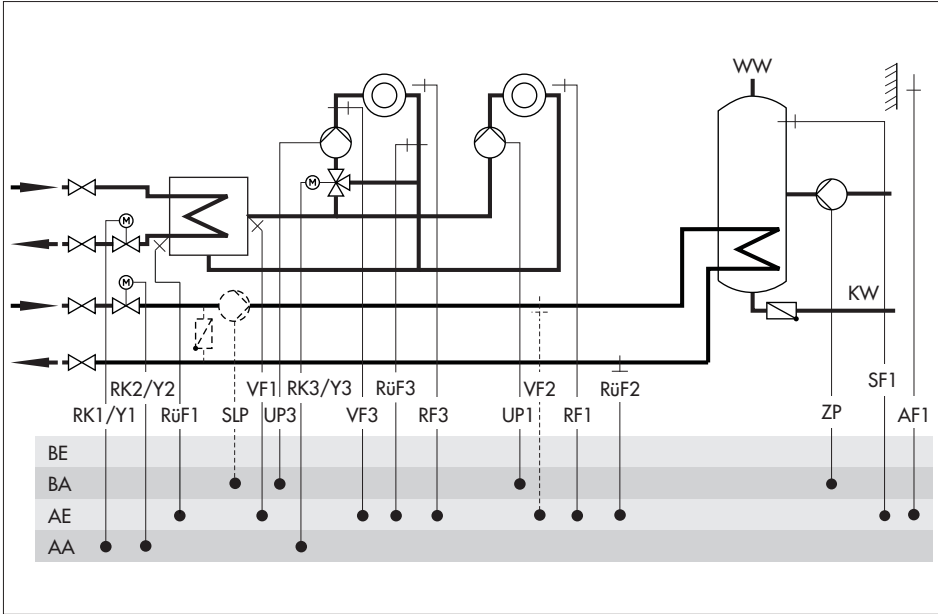 WW
M
M
M
KW
RK1/Y1
RK2/Y2
RüF1
SLP
VF1
UP3
RK3/Y3
VF3
RüF3
RF3
UP1
VF2
RF1
RüF2
ZP
SF1
AF1
BE
BA
AE
AA